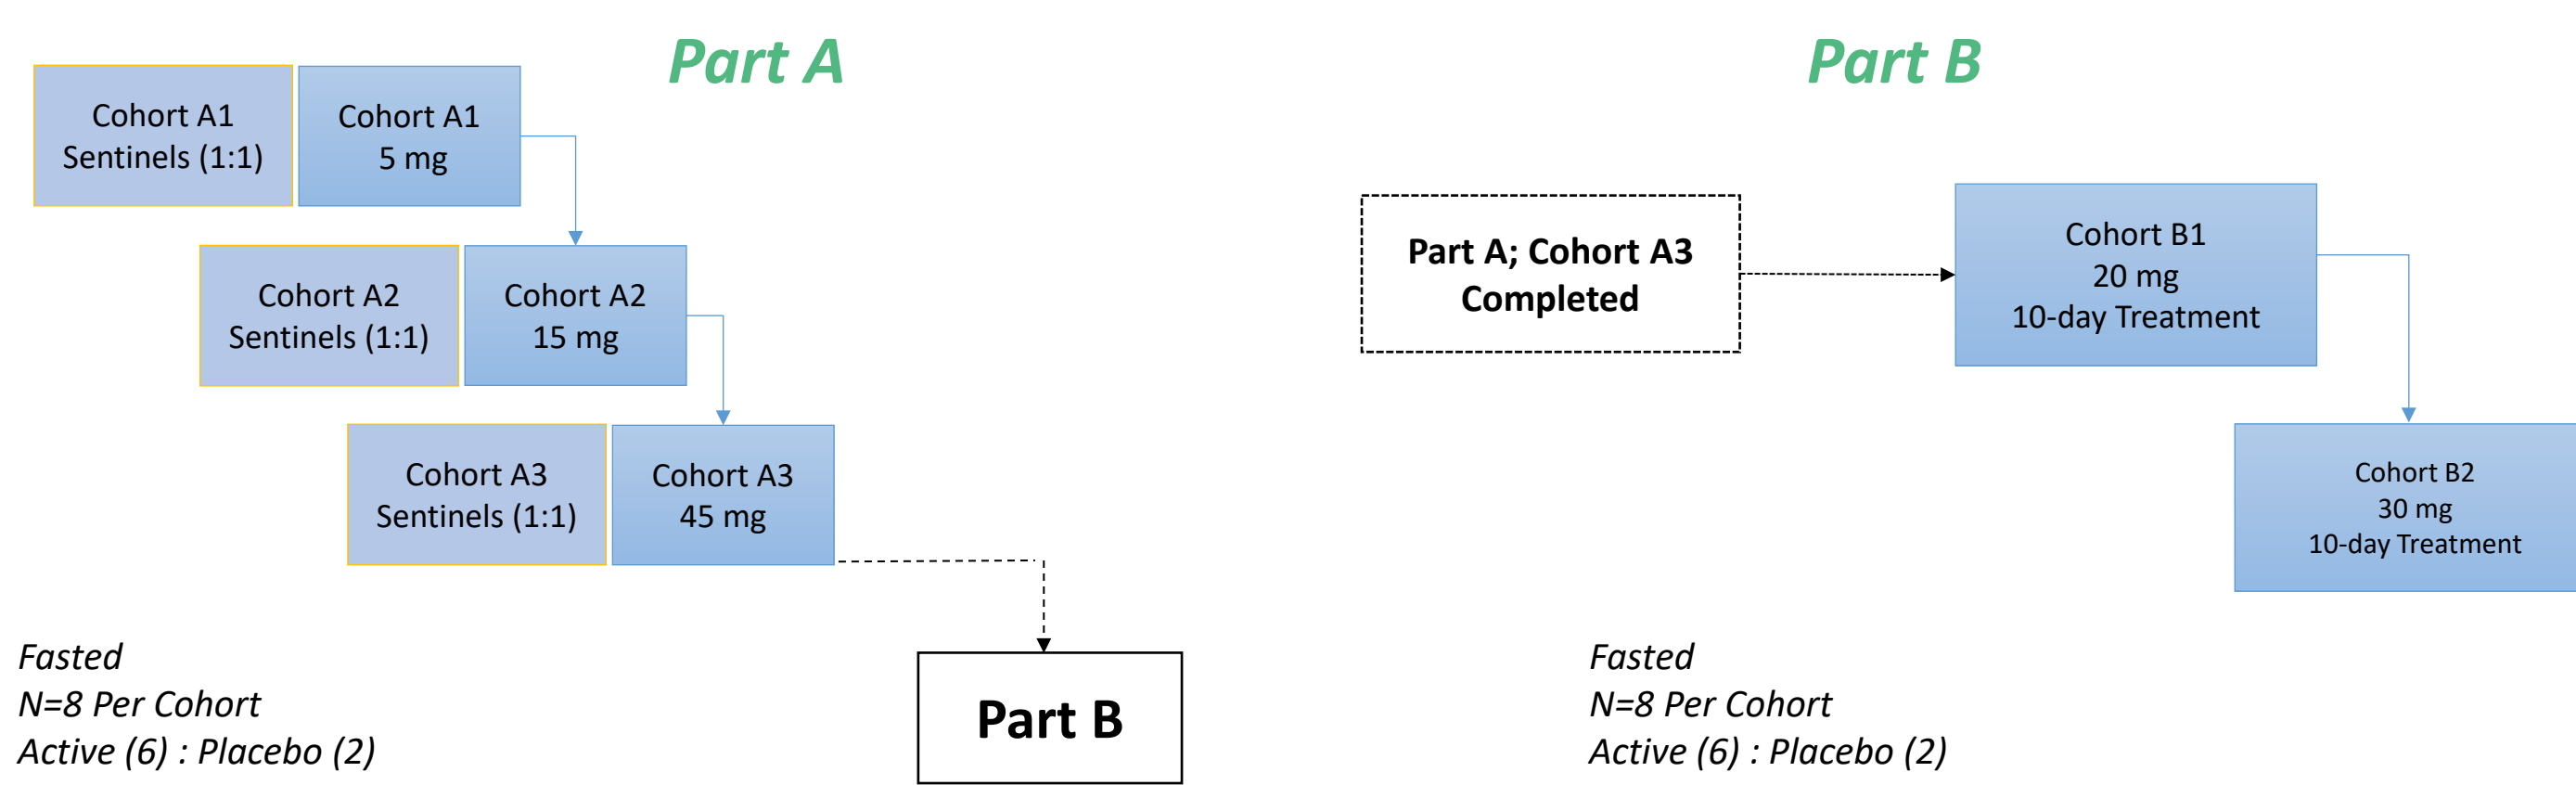 Part A
Cohort A1
Sentinels (1:1)
Cohort A1
5 mg
Cohort A2
Sentinels (1:1)
Cohort A2
15 mg
Cohort A3
Sentinels (1:1)
Cohort A3
45 mg
Part B
Fasted
N=8 Per Cohort
Active (6) : Placebo (2)
Part B
Part A; Cohort A3
Completed
Cohort B1
20 mg
10-day Treatment
Cohort B2
30 mg
10-day Treatment
Fasted
N=8 Per Cohort
Active (6) : Placebo (2)